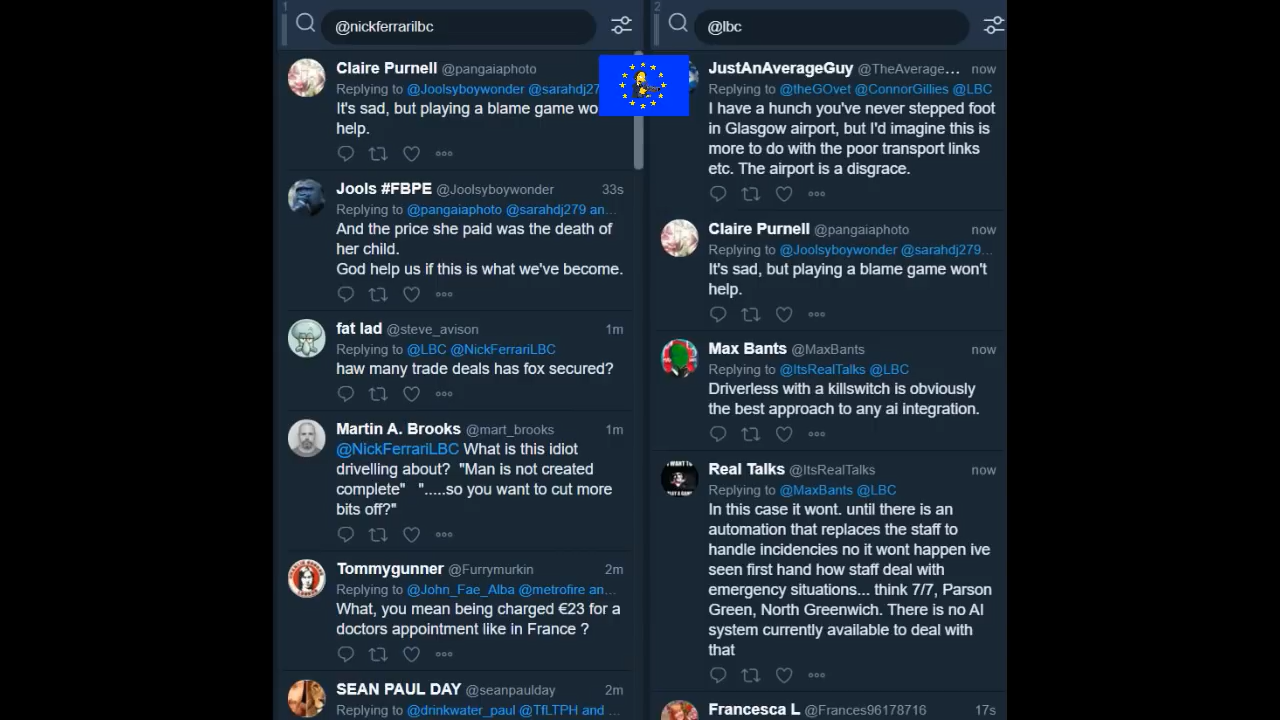 1
@nickferrarilbc
Claire Purnell @pangaiaphoto
Replying to @Joolsyboywonder @sarahdj27
It's sad, but playing a blame game wo
help.
Jools #FBPE @Joolsyboywonder 33s
Replying to @pangaiaphoto @sarahdj279 an...
And the price she paid was the death of
her child.
God help us if this is what we've become.
fat lad @steve_avison 1m
Replying to @LBC @NickFerrariLBC
haw many trade deals has fox secured?
Martin A. Brooks @mart_brooks 1m
@NickFerrariLBC What is this idiot
drivelling about? "Man is not created
complete" ".....so you want to cut more
bits off?"
Tommygunner @Furrymurkin 2m
Replying to @John_Fae_Alba @metrofire an...
What, you mean being charged €23 for a
doctors appointment like in France ?
SEAN PAUL DAY @seanpaulday 2m
Replying to @drinkwater_paul @TfLTPH and ...
2
@lbc
JustAnAverageGuy @TheAverage... now
Replying to @theGOvet @ConnorGillies @LBC
I have a hunch you've never stepped foot
in Glasgow airport, but I'd imagine this is
more to do with the poor transport links
etc. The airport is a disgrace.
Claire Purnell @pangaiaphoto now
Replying to @Joolsyboywonder @sarahdj279...
It's sad, but playing a blame game won't
help.
Max Bants @MaxBants now
Replying to @ItsRealTalks @LBC
Driverless with a killswitch is obviously
the best approach to any ai integration.
Real Talks @ItsRealTalks now
Replying to @MaxBants @LBC
In this case it wont. until there is an
automation that replaces the staff to
handle incidencies no it wont happen ive
seen first hand how staff deal with
emergency situations... think 7/7, Parson
Green, North Greenwich. There is no AI
system currently available to deal with
that
Francesca L @Frances96178716 17s